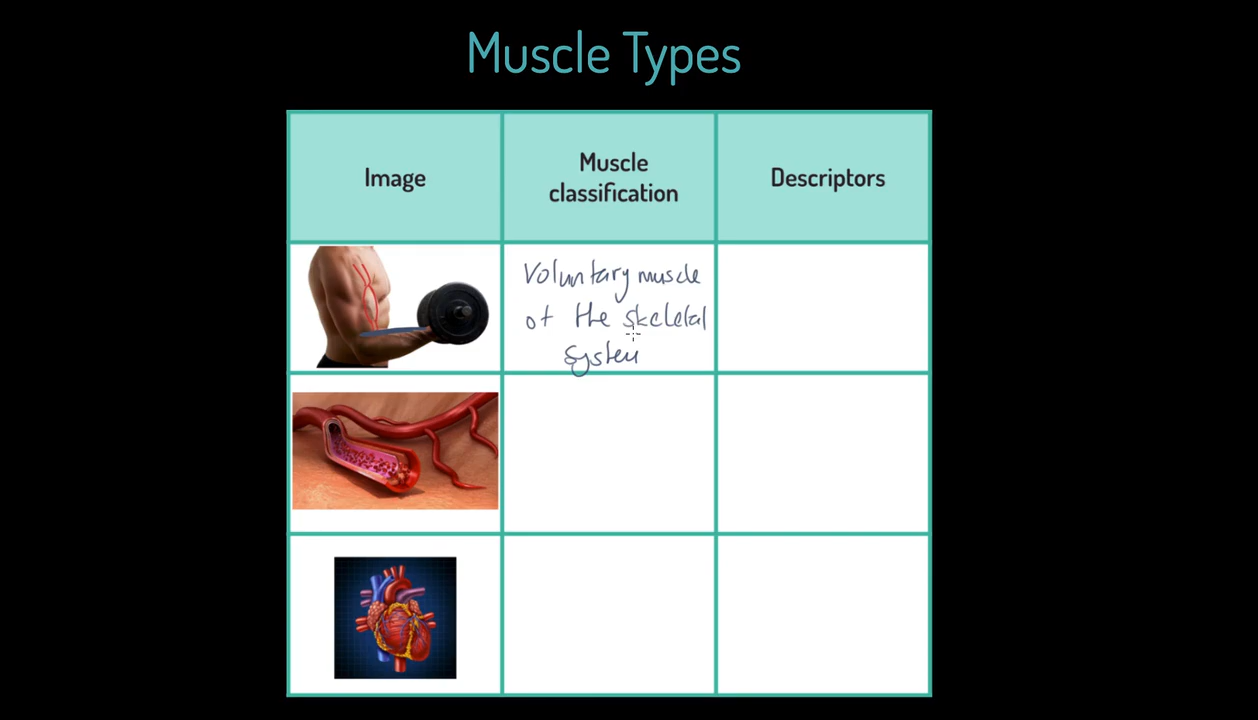 Muscle Types
Image
Muscle
classification
Descriptors
Voluntary muscle
of the skeletal
system